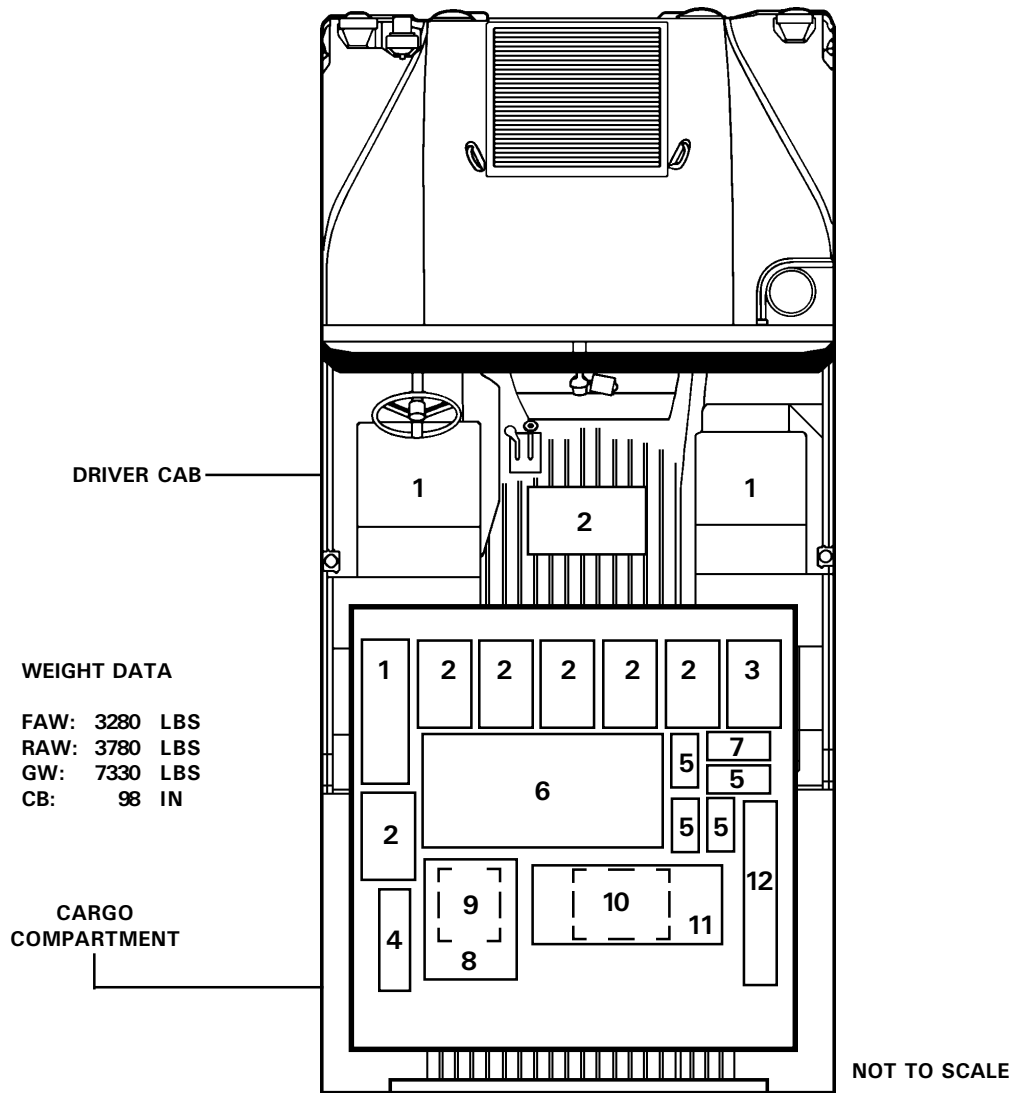 DRIVER CAB
1
1
2
WEIGHT DATA
FAW: 3280 LBS
RAW: 3780 LBS
GW: 7330 LBS
CB: 98 IN
1 2 2 2 2 2 3
7
5
5
6
5 5
2
12
9
10
11
4
8
CARGO
COMPARTMENT
NOT TO SCALE